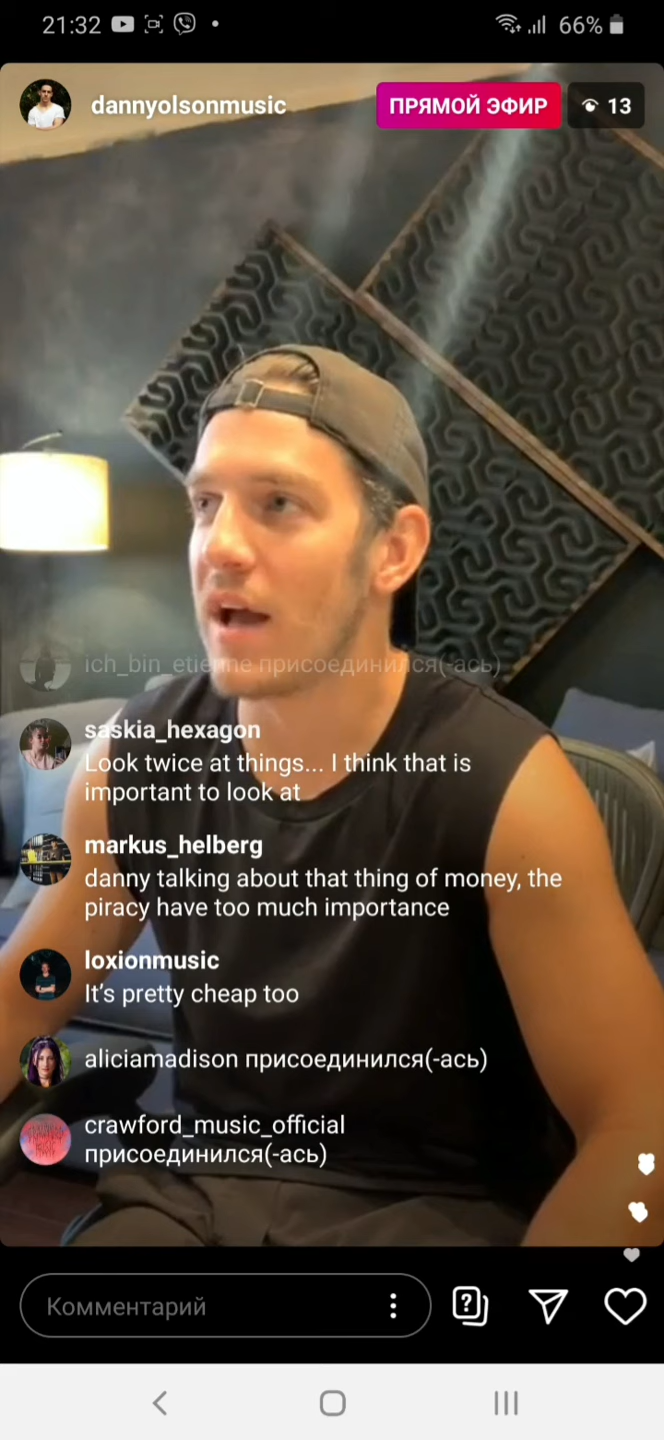 21:32
66%
dannyolsonmusic
ПРЯМОЙ ЭФИР
13
ich_bin_etienne присоединился(-ась)
saskia_hexagon
Look twice at things... I think that is
important to look at
markus_helberg
danny talking about that thing of money, the
piracy have too much importance
loxionmusic
It's pretty cheap too
aliciamadison присоединился(-ась)
crawford_music_official
присоединился(-ась)
Комментарий